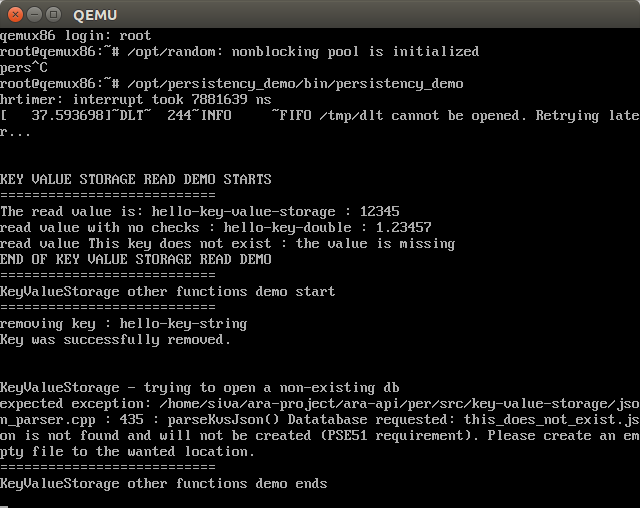 QEMU
qemux86 login: root
root@qemux86:~# /opt/random: nonblocking pool is initialized
pers^C
root@qemux86:~# /opt/persistency_demo/bin/persistency_demo
hrtimer: interrupt took 7881639 ns
[   37.593698]~DLT~  244~INFO     ~FIFO /tmp/dlt cannot be opened. Retrying late
r...
KEY VALUE STORAGE READ DEMO STARTS
===========================
The read value is: hello-key-value-storage : 12345
read value with no checks : hello-key-double : 1.23457
read value This key does not exist : the value is missing
END OF KEY VALUE STORAGE READ DEMO
===========================
KeyValueStorage other functions demo start
===========================
removing key : hello-key-string
Key was successfully removed.
KeyValueStorage - trying to open a non-existing db
expected exception: /home/siva/ara-project/ara-api/per/src/key-value-storage/jso
n_parser.cpp : 435 : parseKvsJson() Datatabase requested: this_does_not_exist.js
on is not found and will not be created (PSE51 requirement). Please create an em
pty file to the wanted location.
===========================
KeyValueStorage other functions demo ends